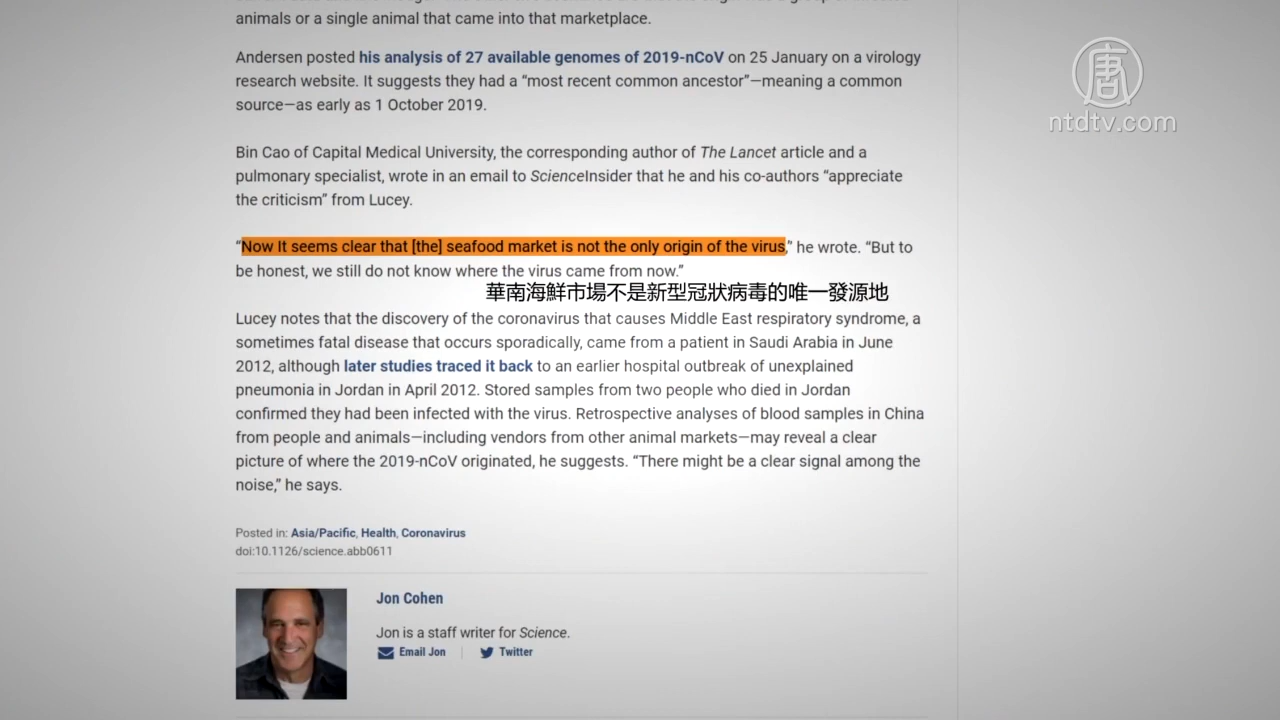 animals or a single animal that came into that marketplace.
Andersen posted his analysis of 27 available genomes of 2019-nCoV on 25 January on a virology
research website. It suggests they had a “most recent common ancestor”—meaning a common
source—as early as 1 October 2019.
Bin Cao of Capital Medical University, the corresponding author of The Lancet article and a
pulmonary specialist, wrote in an email to ScienceInsider that he and his co-authors “appreciate
the criticism” from Lucey.
“Now It seems clear that [the] seafood market is not the only origin of the virus,” he wrote. “But to
be honest, we still do not know where the virus came from now.”
華南海鮮市場不是新型冠狀病毒的唯一發源地
Lucey notes that the discovery of the coronavirus that causes Middle East respiratory syndrome, a
sometimes fatal disease that occurs sporadically, came from a patient in Saudi Arabia in June
2012, although later studies traced it back to an earlier hospital outbreak of unexplained
pneumonia in Jordan in April 2012. Stored samples from two people who died in Jordan
confirmed they had been infected with the virus. Retrospective analyses of blood samples in China
from people and animals—including vendors from other animal markets—may reveal a clear
picture of where the 2019-nCoV originated, he suggests. “There might be a clear signal among the
noise,” he says.
Posted in: Asia/Pacific, Health, Coronavirus
doi:10.1126/science.abb0611
Jon Cohen
Jon is a staff writer for Science.
Email Jon
Twitter
唐
ntdtv.com